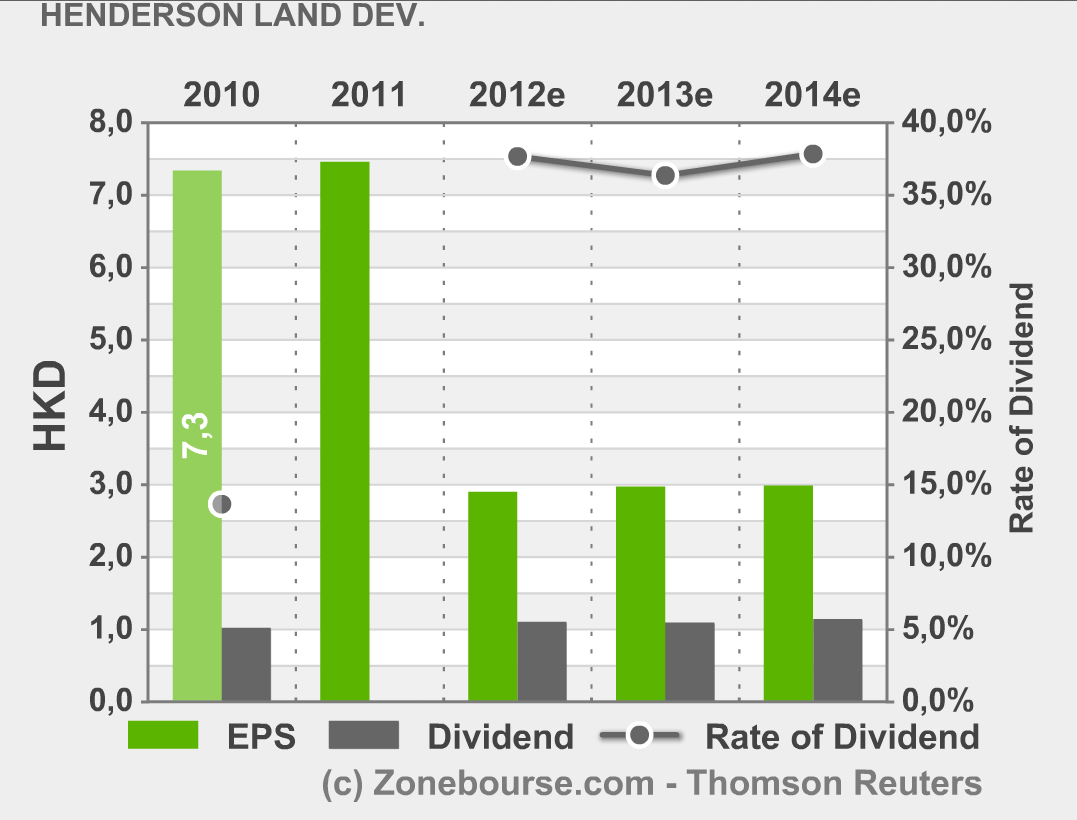 HENDERSON LAND DEV.
2010 2011 2012e 2013e 2014e
8,0 40,0%
7,0 35,0%
6,0 30,0%
5,0 25,0%
4,0 20,0%
3,0 15,0%
2,0 10,0%
1,0 5,0%
0,0 0,0%
HKD
7,3
Rate of Dividend
EPS Dividend Rate of Dividend
(c) Zonebourse.com - Thomson Reuters